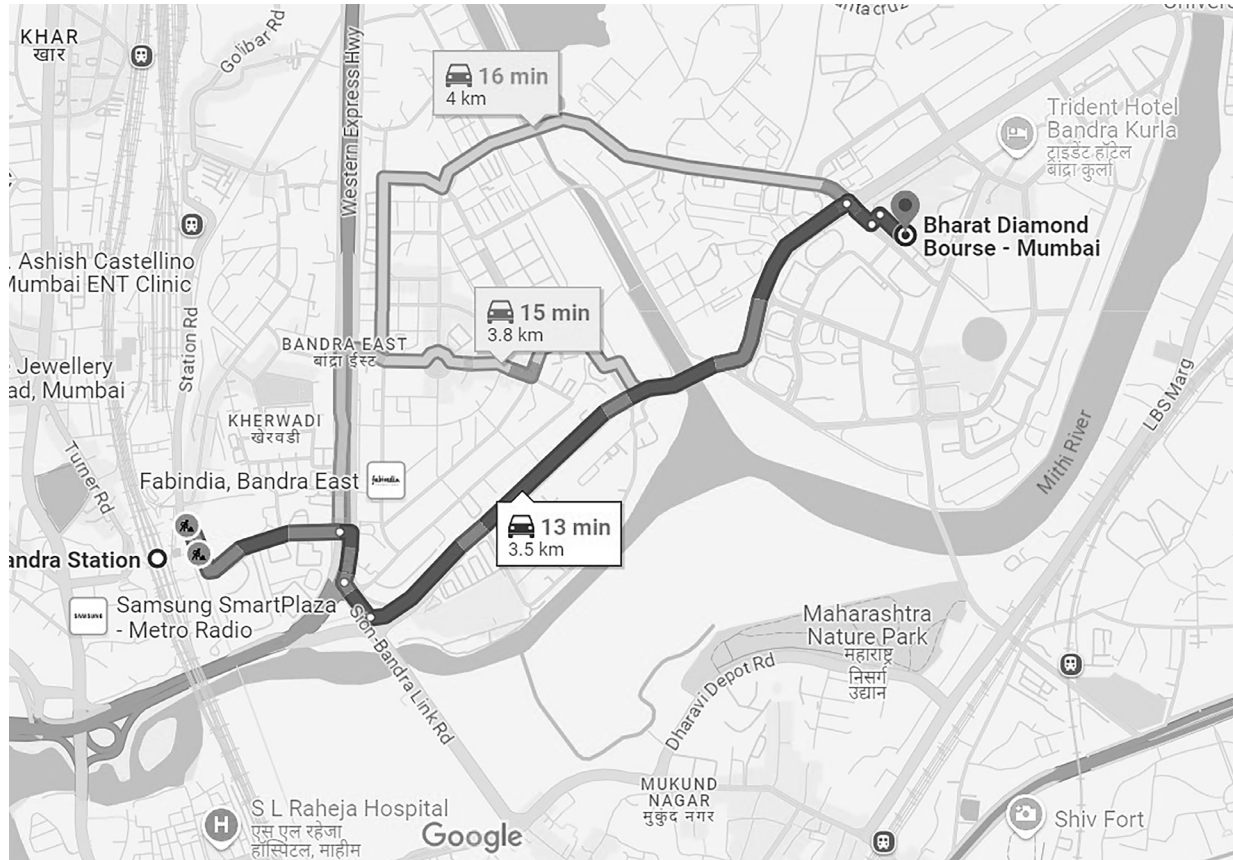 KHAR
खार
Golibar Rd
Western Express Hwy
16 min
4 km
Trident Hotel
Bandra Kurla
ट्राइडेंट हॉटेल
बांद्रा कुर्ला
Bharat Diamond
Bourse - Mumbai
Ashish Castellino
Mumbai ENT Clinic
Station Rd
15 min
3.8 km
BANDRA EAST
बांद्रा ईस्ट
Jewellery
ad, Mumbai
LBS Marg
KHERWADI
खेरवडी
Turner Rd
Mithi River
Fabindia, Bandra East
fabindia
13 min
3.5 km
andra Station
SAMSUNG
Samsung SmartPlaza
- Metro Radio
Sion-Bandra Link Rd
Maharashtra
Nature Park
महाराष्ट्र
निसर्ग
उद्यान
Dharavi Depot Rd
MUKUND
NAGAR
मुकुंद नगर
H
S L Raheja Hospital
एस एल रहेजा
हॉस्पिटल, माहीम
Google
Shiv Fort